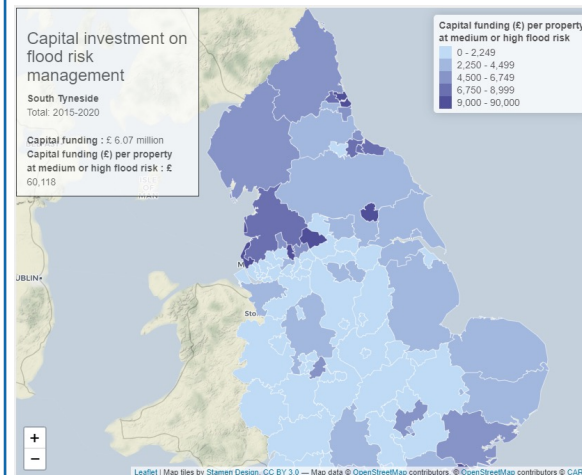 Capital investment on
flood risk
management
South Tyneside
Total: 2015-2020
Capital funding : £ 6.07 million
Capital funding (£) per property
at medium or high flood risk : £
60,118
Capital funding (£) per property
at medium or high flood risk
0 - 2,249
2,250 - 4,499
4,500 - 6,749
6,750 - 8,999
9,000 - 90,000
UBLIN
M
Sto
+
−
Leaflet | Map tiles by Stamen Design, CC BY 3.0 — Map data © OpenStreetMap contributors, © OpenStreetMap contributors © CAR